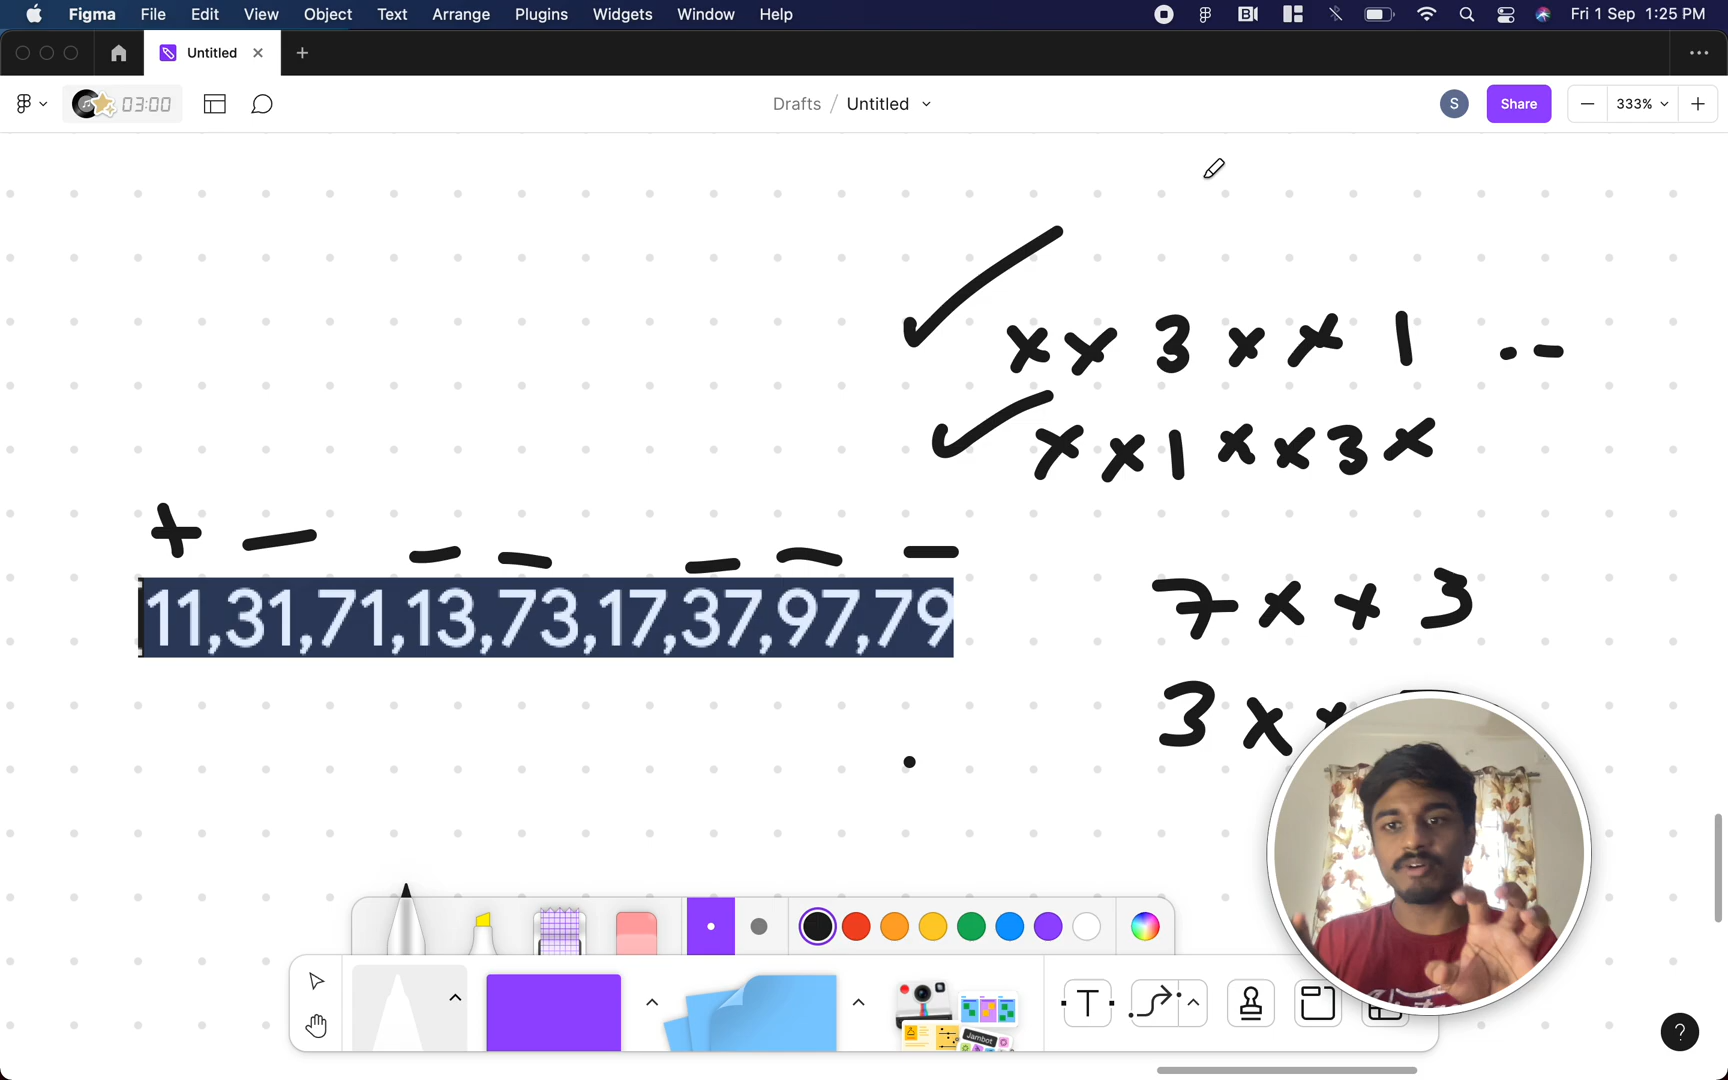 Figma File Edit View Object Text Arrange Plugins Widgets Window Help Fri 1 Sep 1:25 PM
Untitled
03:00 Drafts / Untitled S Share 333%
x x 3 x x 1 . . -
x x 1 x x 3 x
+ - - - - - -
11,31,71,13,73,17,37,97,79
7 x x 3
3 x x
T
Jambot
?